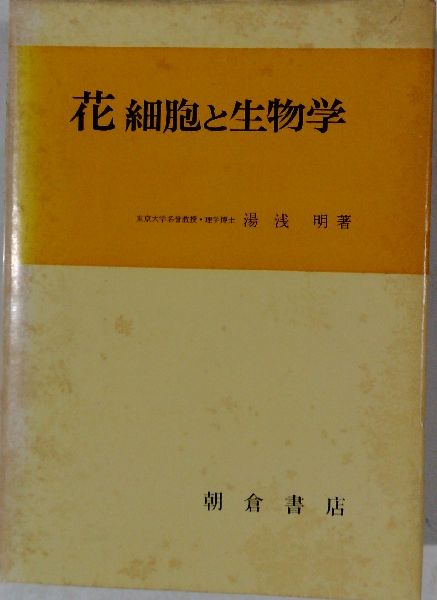 花 細胞と生物学
東京大学名誉教授・理学博士 湯浅 明 著
朝倉書店